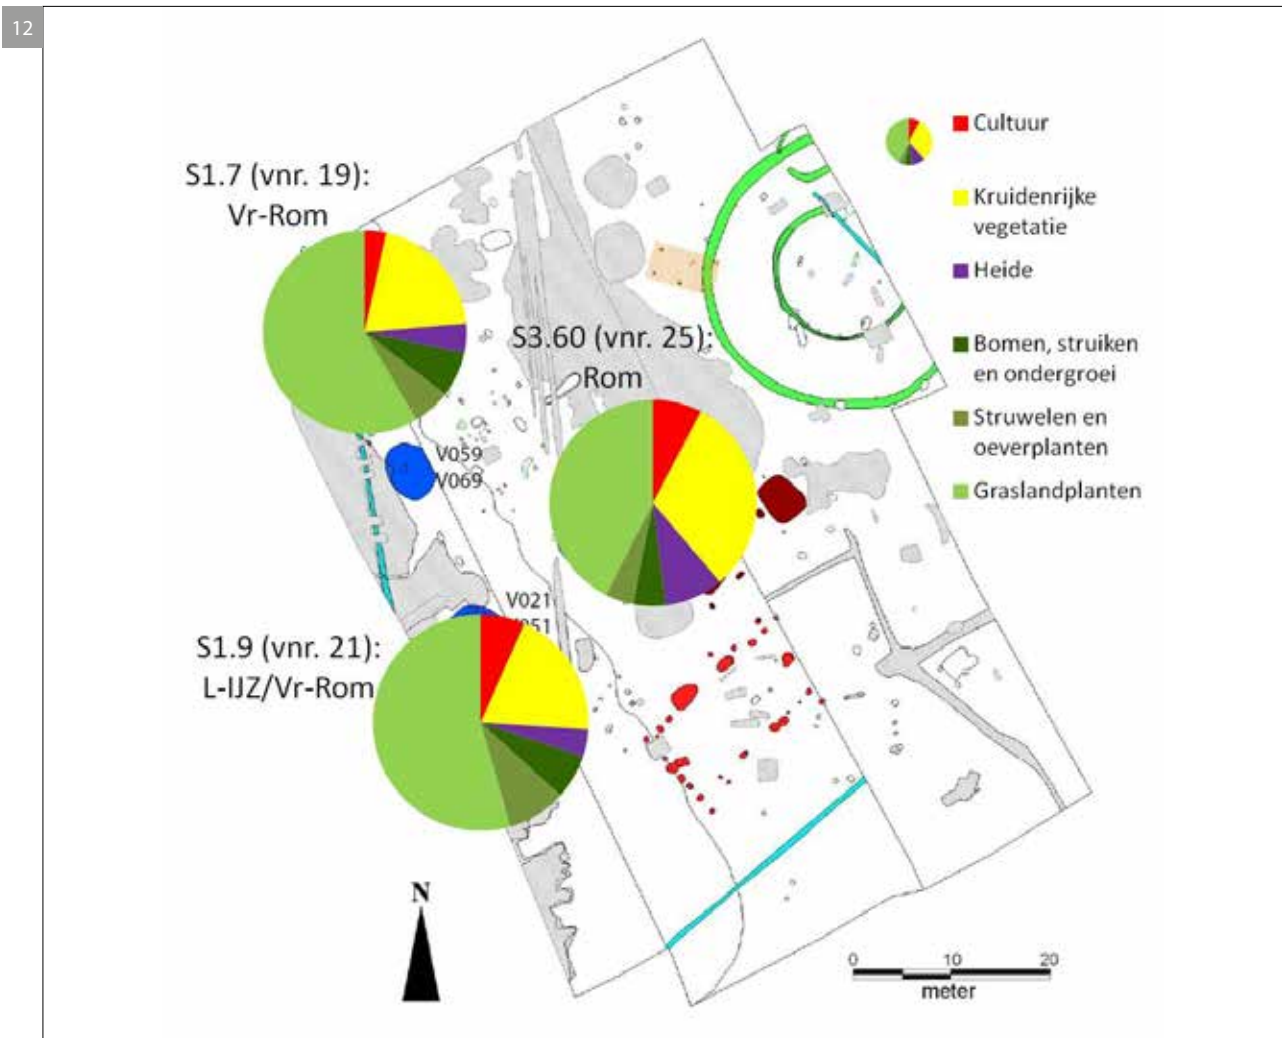 12
S1.7 (vnr. 19):
Vr-Rom
S3.60 (vnr. 25):
Rom
V059
V069
V021
S1.9 (vnr. 21):
L-IJZ/Vr-Rom
Cultuur
Kruidenrijke
vegetatie
Heide
Bomen, struiken
en ondergroei
Struwelen en
oeverplanten
Graslandplanten
N
0 10 20
meter